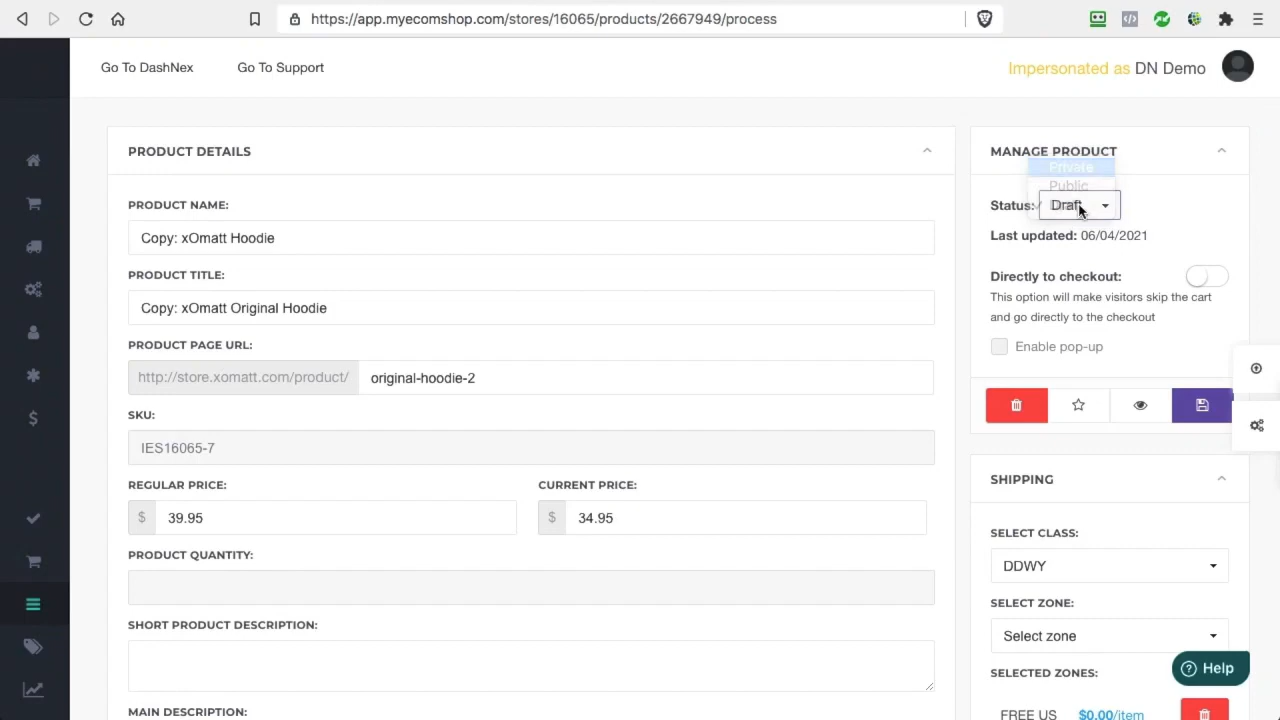 https://app.myecomshop.com/stores/16065/products/2667949/process
Go To DashNex
Go To Support
Impersonated as DN Demo
PRODUCT DETAILS
PRODUCT NAME:
Copy: xOmatt Hoodie
PRODUCT TITLE:
Copy: xOmatt Original Hoodie
PRODUCT PAGE URL:
http://store.xomatt.com/product/ original-hoodie-2
SKU:
IES16065-7
REGULAR PRICE:
$ 39.95
CURRENT PRICE:
$ 34.95
PRODUCT QUANTITY:
SHORT PRODUCT DESCRIPTION:
MAIN DESCRIPTION:
MANAGE PRODUCT
Private
Public
Status: Draft
Last updated: 06/04/2021
Directly to checkout:
This option will make visitors skip the cart
and go directly to the checkout
Enable pop-up
SHIPPING
SELECT CLASS:
DDWY
SELECT ZONE:
Select zone
Help
SELECTED ZONES:
FREE US $0.00/item